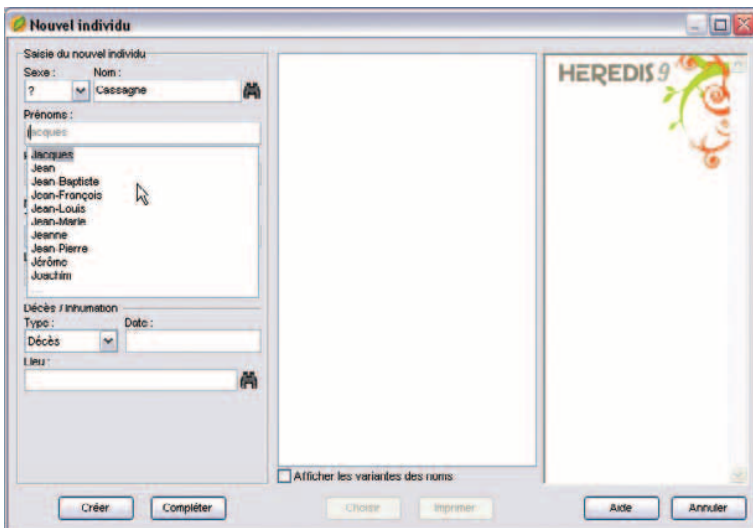 Nouvel individu
Saisie du nouvel individu
Sexe : Nom :
? Cassagne
Prénoms :
jacques
Jacques
Jean
Jean-Baptiste
Jean-François
Jean-Louis
Jean-Marie
Jeanne
Jean-Pierre
Jérôme
Joachim
Décès / Inhumation
Type : Date :
Décès
Lieu :
HEREDIS 9
Afficher les variantes des noms
Créer Compléter Choisir Imprimer Aide Annuler